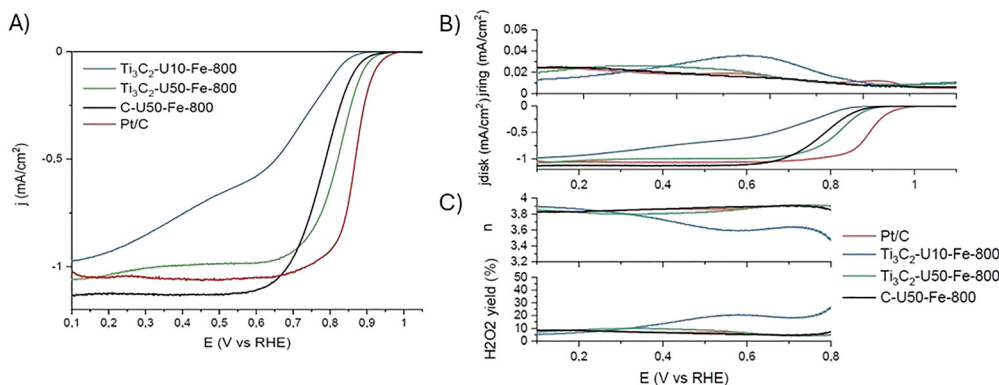 A)
0
-0.5
-1
j (mA/cm²)
Ti₃C₂-U10-Fe-800
Ti₃C₂-U50-Fe-800
C-U50-Fe-800
Pt/C
0,1 0,2 0,3 0,4 0,5 0,6 0,7 0,8 0,9 1
E (V vs RHE)
B)
jring (mA/cm²)
0.06
0.04
0.02
0.00
jdisk (mA/cm²)
0.0
-0.5
-1
0,2 0,4 0,6 0,8 1
C)
n
4
3.8
3.6
3.4
3,2
H2O2 yield (%)
50
40
30
20
10
0
0,2 0,4 0,6 0,8
E (V vs RHE)
Pt/C
Ti₃C₂-U10-Fe-800
Ti₃C₂-U50-Fe-800
C-U50-Fe-800